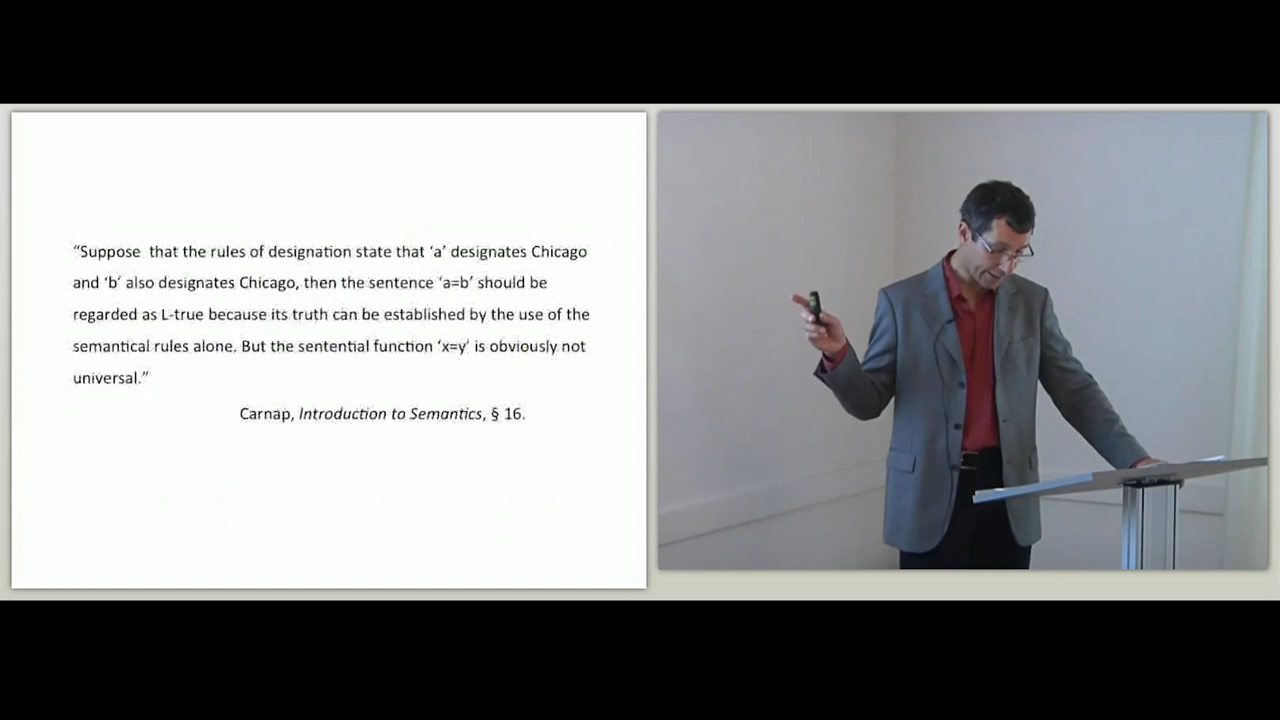 “Suppose  that the rules of designation state that ‘a’ designates Chicago
and ‘b’ also designates Chicago, then the sentence ‘a=b’ should be
regarded as L-true because its truth can be established by the use of the
semantical rules alone. But the sentential function ‘x=y’ is obviously not
universal.”
Carnap, Introduction to Semantics, § 16.